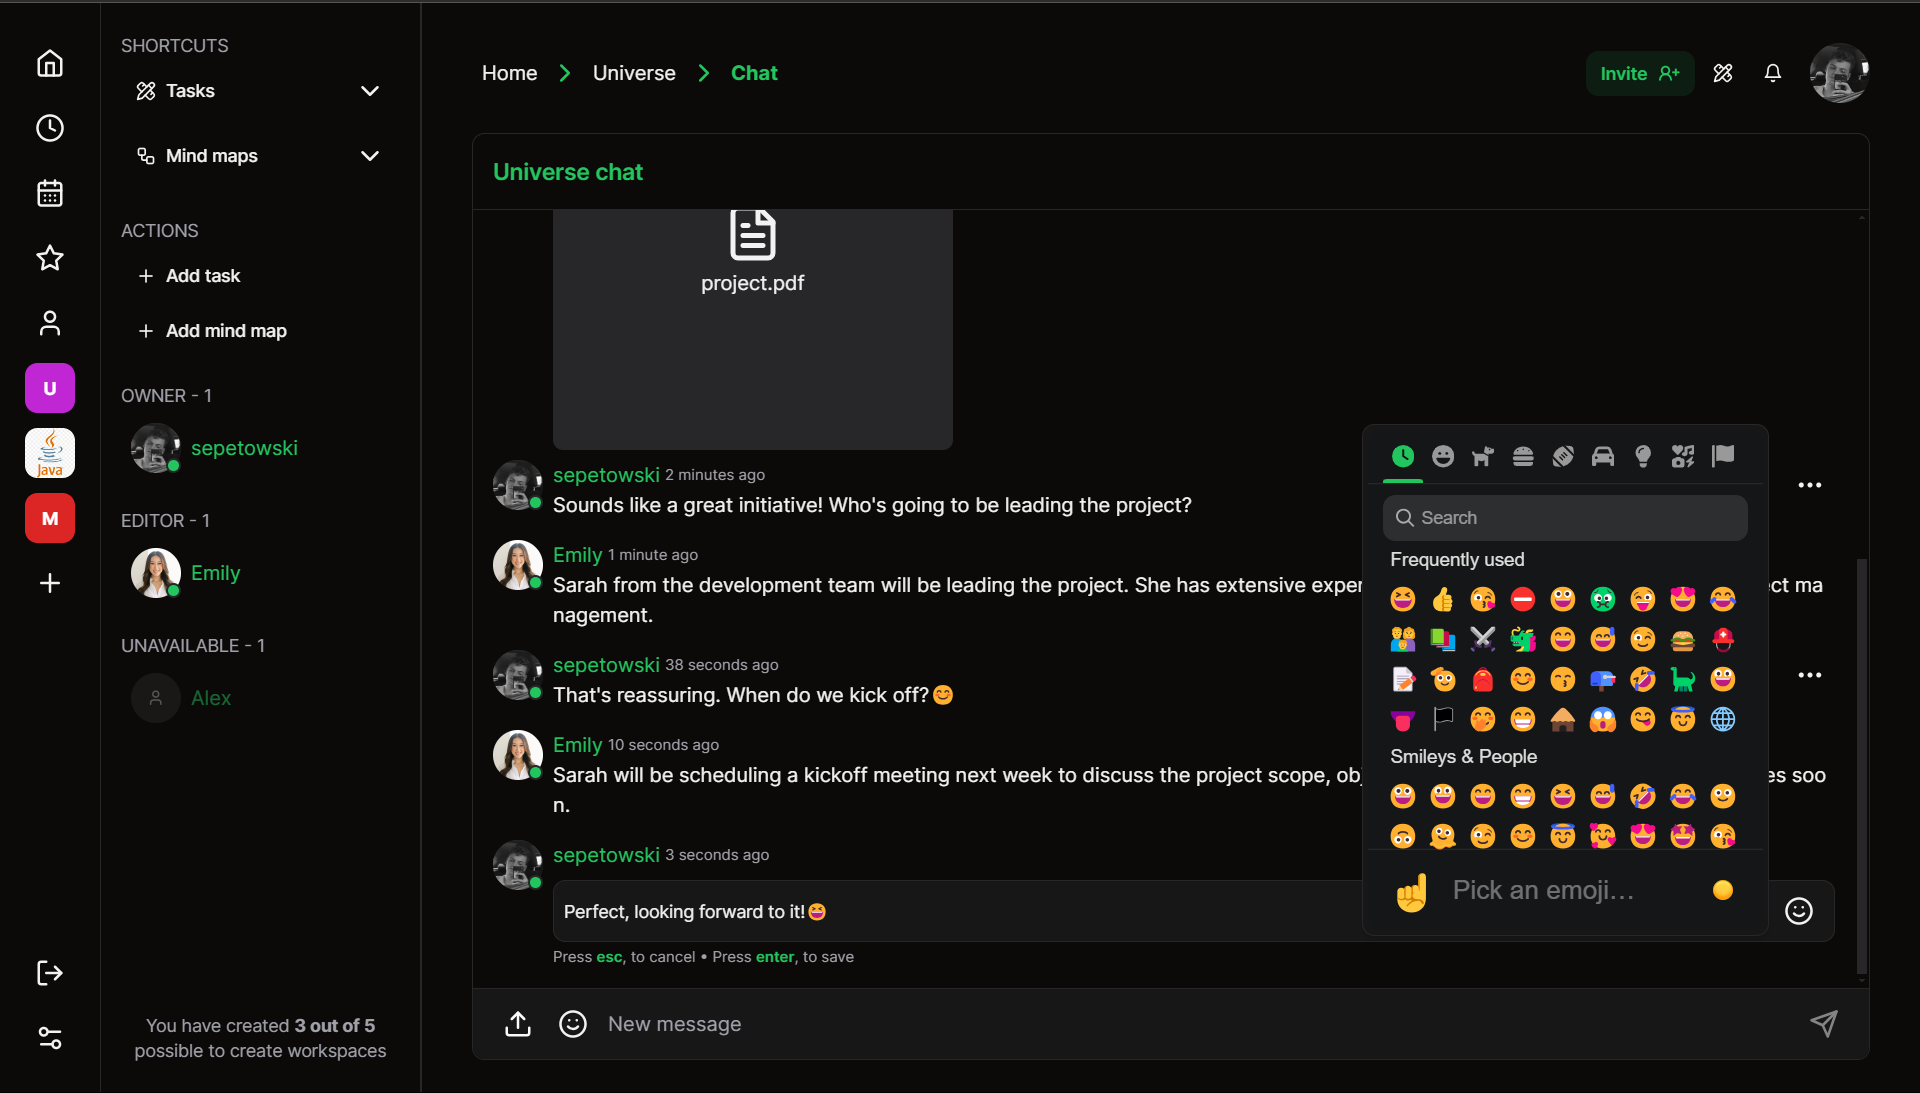 SHORTCUTS
Tasks
Mind maps
ACTIONS
Add task
Add mind map
OWNER - 1
sepetowski
EDITOR - 1
Emily
UNAVAILABLE - 1
Alex
U
Java
M
You have created 3 out of 5
possible to create workspaces
Home
Universe
Chat
Invite
Universe chat
project.pdf
sepetowski 2 minutes ago
Sounds like a great initiative! Who's going to be leading the project?
Emily 1 minute ago
Sarah from the development team will be leading the project. She has extensive exper
ct ma
nagement.
sepetowski 38 seconds ago
That's reassuring. When do we kick off?😊
Emily 10 seconds ago
Sarah will be scheduling a kickoff meeting next week to discuss the project scope, obj
es soo
n.
sepetowski 3 seconds ago
Perfect, looking forward to it!😆
Press esc, to cancel • Press enter, to save
New message
Search
Frequently used
Smileys & People
Pick an emoji…